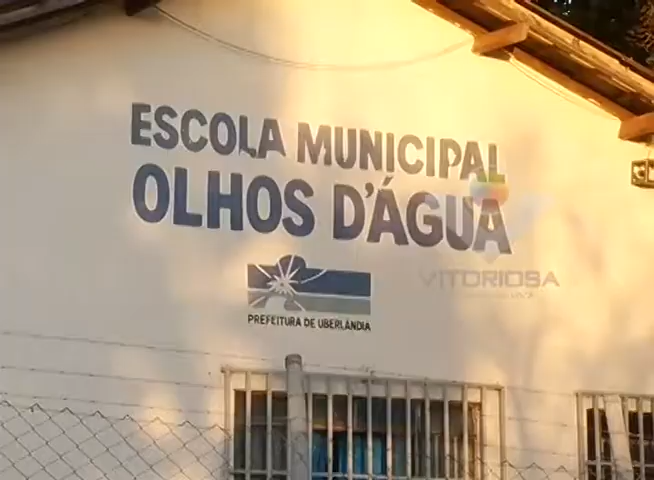 ESCOLA MUNICIPAL
OLHOS D'ÁGUA
VITORIOSA
PREFEITURA DE UBERLÂNDIA